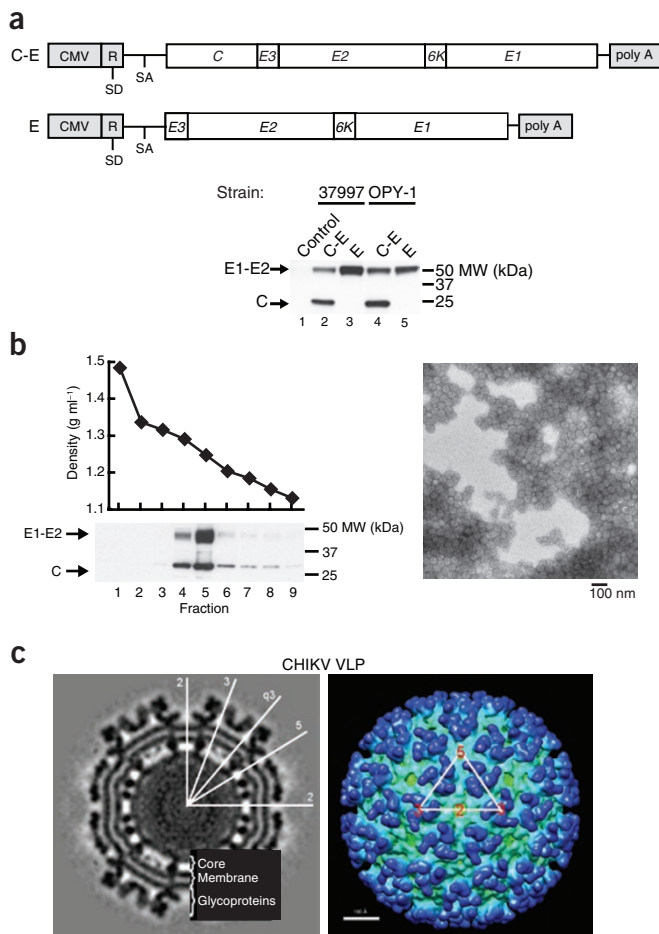 a
C-E
CMV R C E3 E2 6K E1 poly A
SD
SA
E
CMV R E3 E2 6K E1 poly A
SD
SA
Strain: 37997 OPY-1
Control C-E E C-E E
E1-E2 50 MW (kDa)
37
C 25
1 2 3 4 5
b
Density (g ml⁻¹)
1.5
1.4
1.3
1.2
1.1
E1-E2 50 MW (kDa)
37
C 25
1 2 3 4 5 6 7 8 9
Fraction
100 nm
c
CHIKV VLP
2 3 q3 5 2
Core
Membrane
Glycoproteins
5
3 2 3